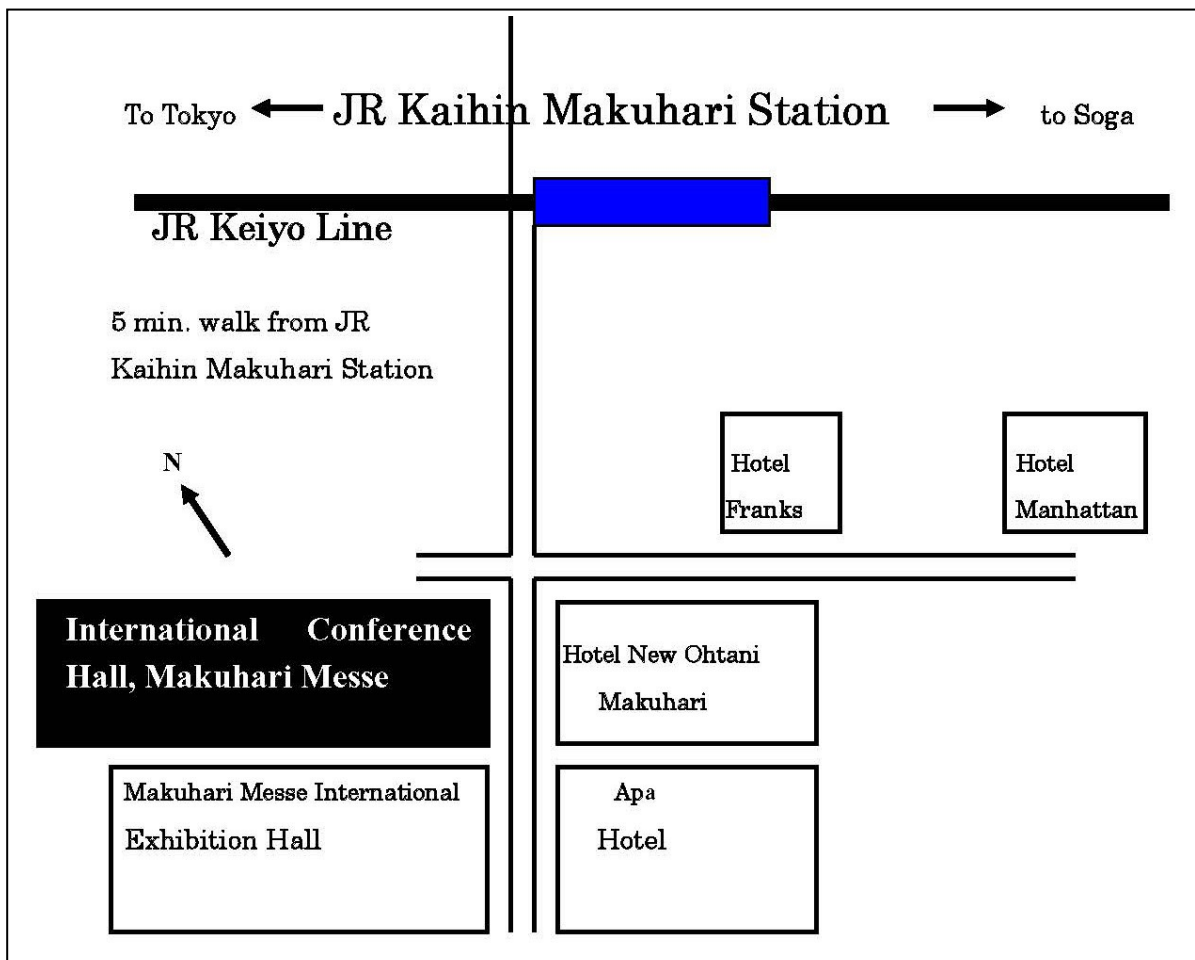 To Tokyo JR Kaihin Makuhari Station to Soga
JR Keiyo Line
5 min. walk from JR
Kaihin Makuhari Station
N
Hotel
Franks
Hotel
Manhattan
International Conference
Hall, Makuhari Messe
Hotel New Ohtani
Makuhari
Makuhari Messe International
Exhibition Hall
Apa
Hotel